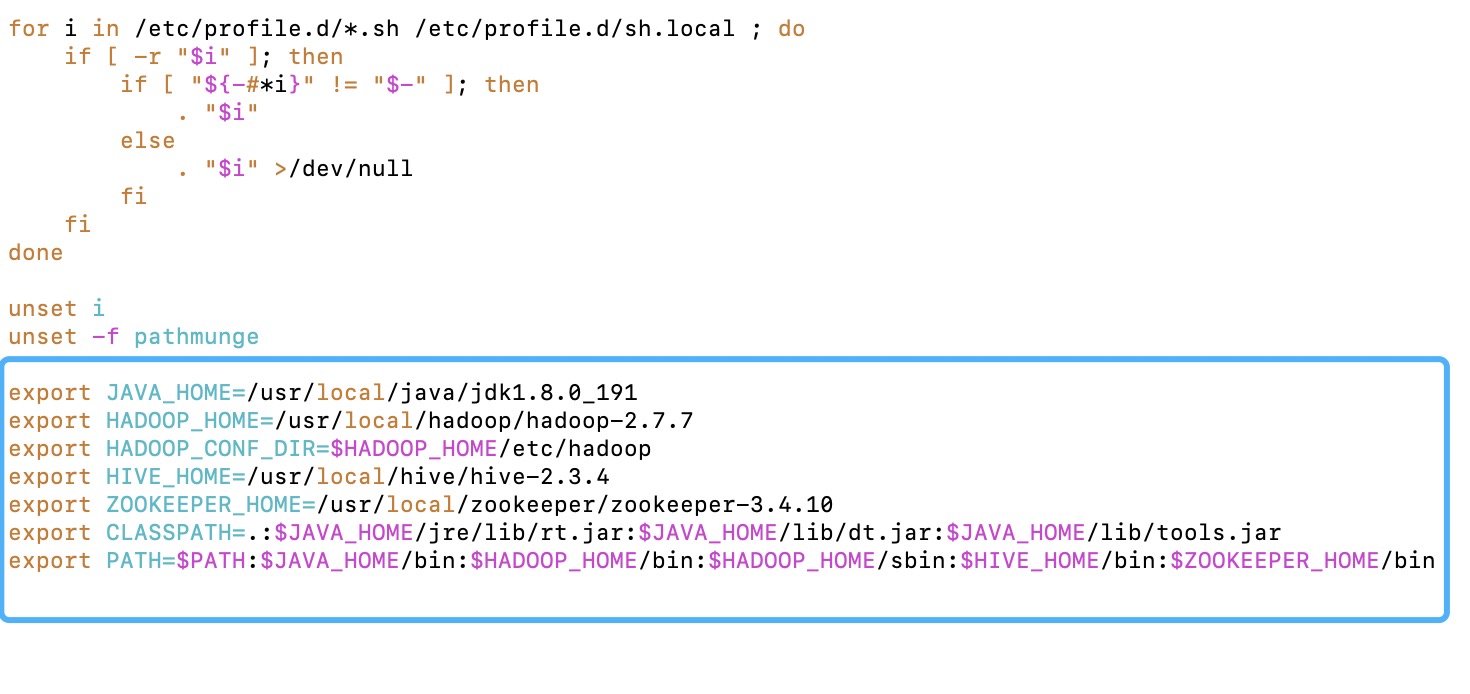 for i in /etc/profile.d/*.sh /etc/profile.d/sh.local ; do
    if [ -r "$i" ]; then
        if [ "${-#*i}" != "$-" ]; then
            . "$i"
        else
            . "$i" >/dev/null
        fi
    fi
done

unset i
unset -f pathmunge

export JAVA_HOME=/usr/local/java/jdk1.8.0_191
export HADOOP_HOME=/usr/local/hadoop/hadoop-2.7.7
export HADOOP_CONF_DIR=$HADOOP_HOME/etc/hadoop
export HIVE_HOME=/usr/local/hive/hive-2.3.4
export ZOOKEEPER_HOME=/usr/local/zookeeper/zookeeper-3.4.10
export CLASSPATH=.:$JAVA_HOME/jre/lib/rt.jar:$JAVA_HOME/lib/dt.jar:$JAVA_HOME/lib/tools.jar
export PATH=$PATH:$JAVA_HOME/bin:$HADOOP_HOME/bin:$HADOOP_HOME/sbin:$HIVE_HOME/bin:$ZOOKEEPER_HOME/bin